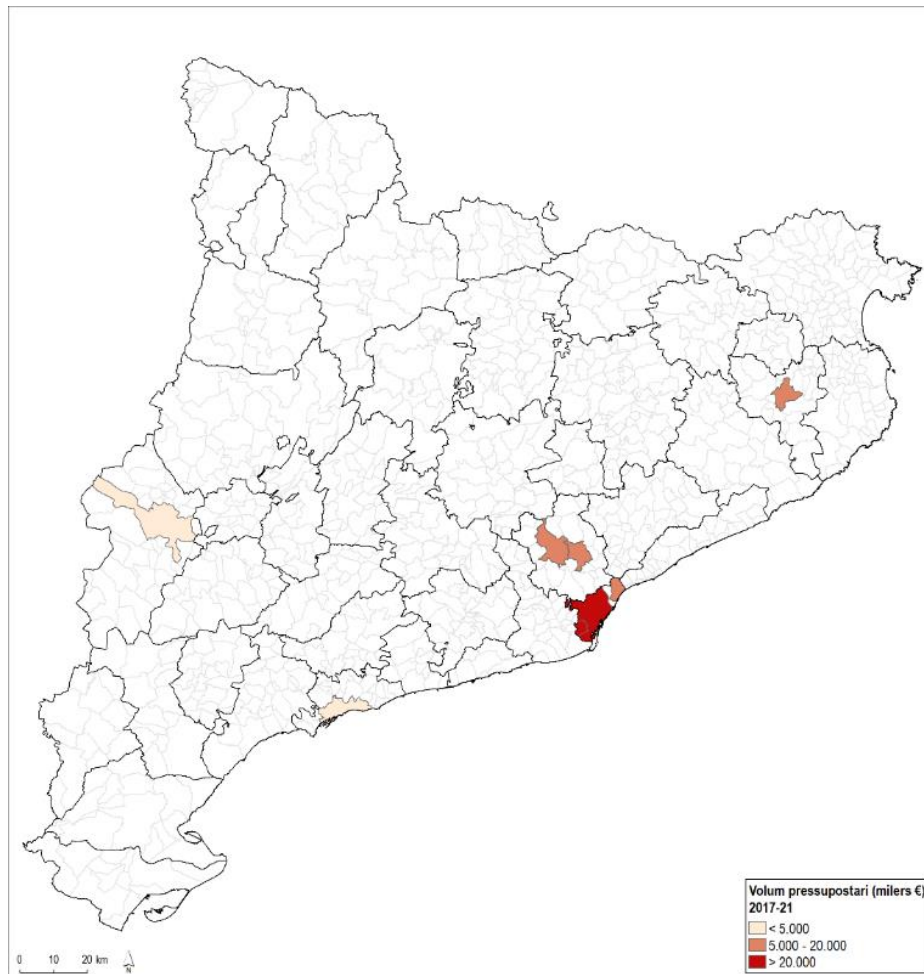 Volum pressupostari (milers €)
2017-21
< 5.000
5.000 - 20.000
> 20.000
0 10 20 km
N